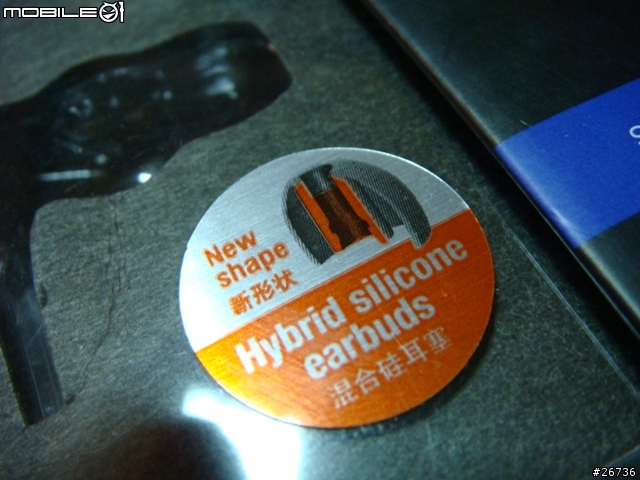 MOBILE01
New
shape
新形状
Hybrid silicone
earbuds
混合硅耳塞
#26736